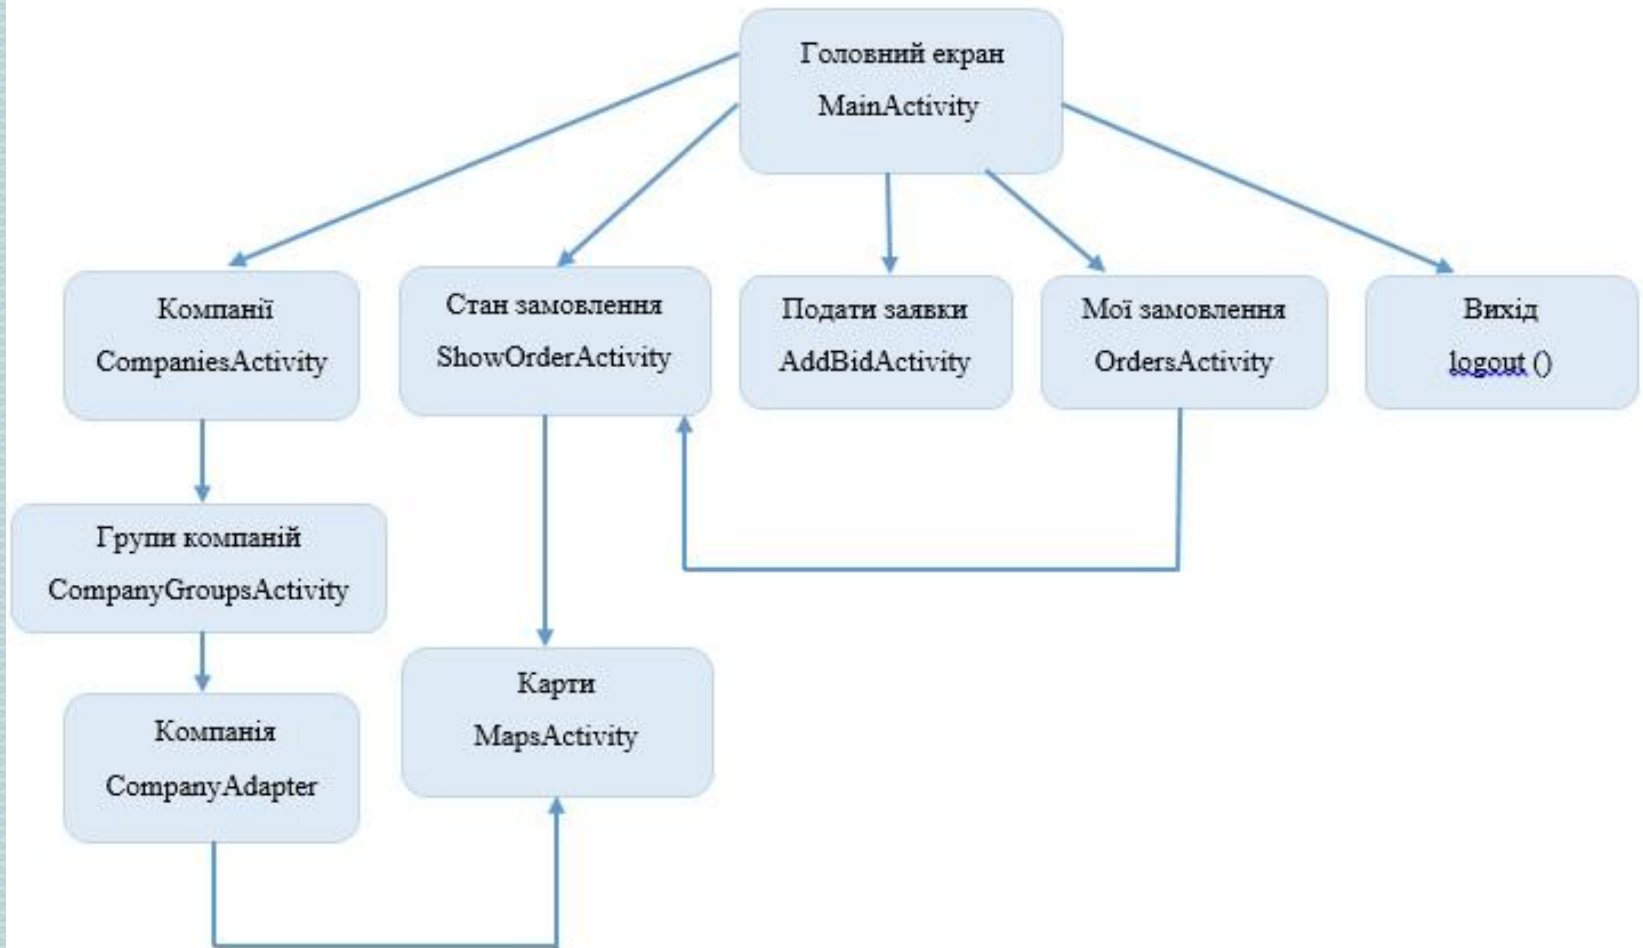 Головний екран
MainActivity
Компанії
CompaniesActivity
Стан замовлення
ShowOrderActivity
Подати заявки
AddBidActivity
Мої замовлення
OrdersActivity
Вихід
logout ()
Групи компаній
CompanyGroupsActivity
Карти
MapsActivity
Компанія
CompanyAdapter